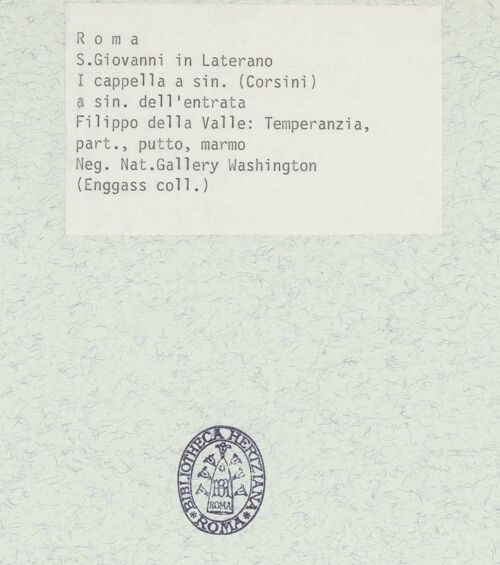 R o m a
S.Giovanni in Laterano
I cappella a sin. (Corsini)
a sin. dell'entrata
Filippo della Valle: Temperanzia,
part., putto, marmo
Neg. Nat.Gallery Washington
(Enggass coll.)
BIBLIOTHECA HERTZIANA
ROMA
* ROMA *